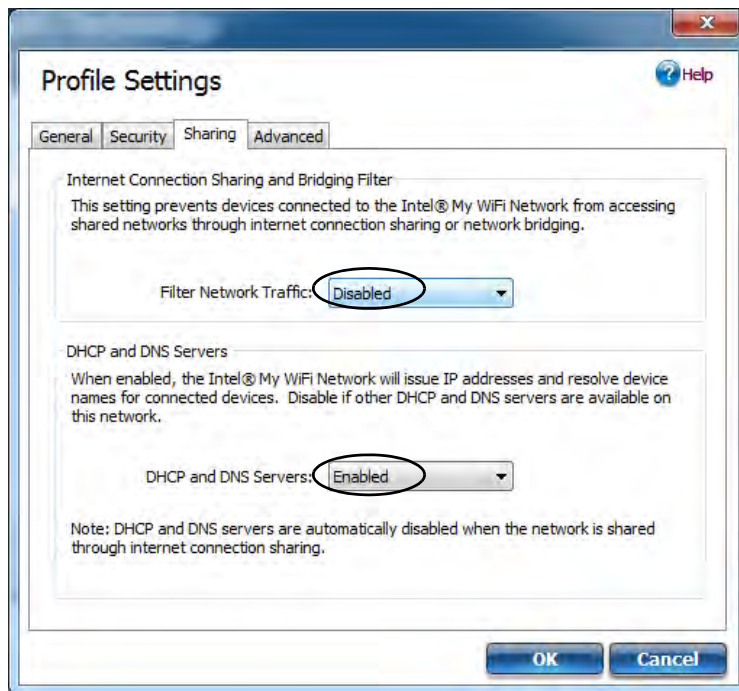 Profile Settings
Help
General Security Sharing Advanced
Internet Connection Sharing and Bridging Filter
This setting prevents devices connected to the Intel® My WiFi Network from accessing
shared networks through internet connection sharing or network bridging.
Filter Network Traffic: Disabled
DHCP and DNS Servers
When enabled, the Intel® My WiFi Network will issue IP addresses and resolve device
names for connected devices. Disable if other DHCP and DNS servers are available on
this network.
DHCP and DNS Servers: Enabled
Note: DHCP and DNS servers are automatically disabled when the network is shared
through internet connection sharing.
OK Cancel